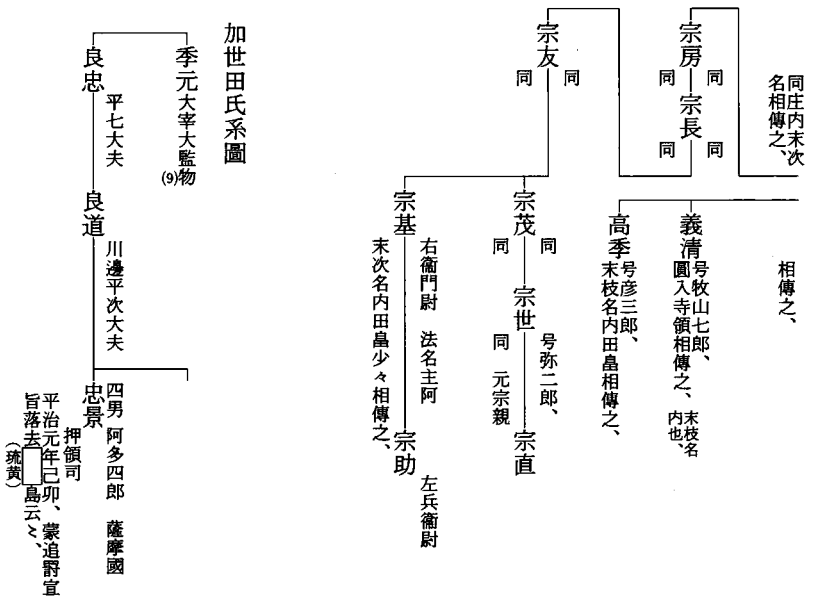 同庄内末次
名相傳之、
相傳之、
宗房
同
同
宗長
同
同
義清
号牧山七郎、
圓入寺領相傳之、
末枝名
内也、
高季
号彦三郎、
末枝名内田畠相傳之、
宗友
同
同
宗茂
同
同
宗世
号弥二郎、
同　元宗親
宗直
宗基
右衞門尉　法名主阿
末次名内田畠少々相傳之、
宗助
左兵衞尉
加世田氏系圖
季元
大宰大監物
(9)
良忠
平七大夫
良道
川邊平次大夫
忠景
四男　阿多四郎　薩摩國
押領司
平治元年己卯、蒙追罸宣
旨落去□島云々、
(琉黄)